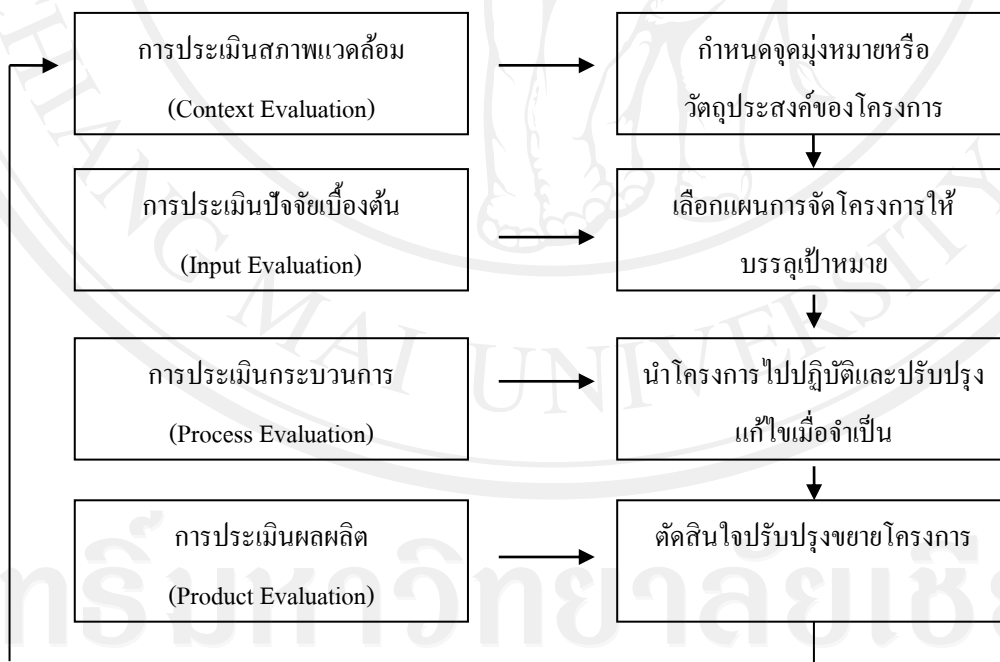 การประเมินสภาพแวดล้อม
(Context Evaluation)
กำหนดจุดมุ่งหมายหรือ
วัตถุประสงค์ของโครงการ
การประเมินปัจจัยเบื้องต้น
(Input Evaluation)
เลือกแผนการจัดโครงการให้
บรรลุเป้าหมาย
การประเมินกระบวนการ
(Process Evaluation)
นำโครงการไปปฏิบัติและปรับปรุง
แก้ไขเมื่อจำเป็น
การประเมินผลผลิต
(Product Evaluation)
ตัดสินใจปรับปรุงขยายโครงการ
CHIANG MAI UNIVERSITY